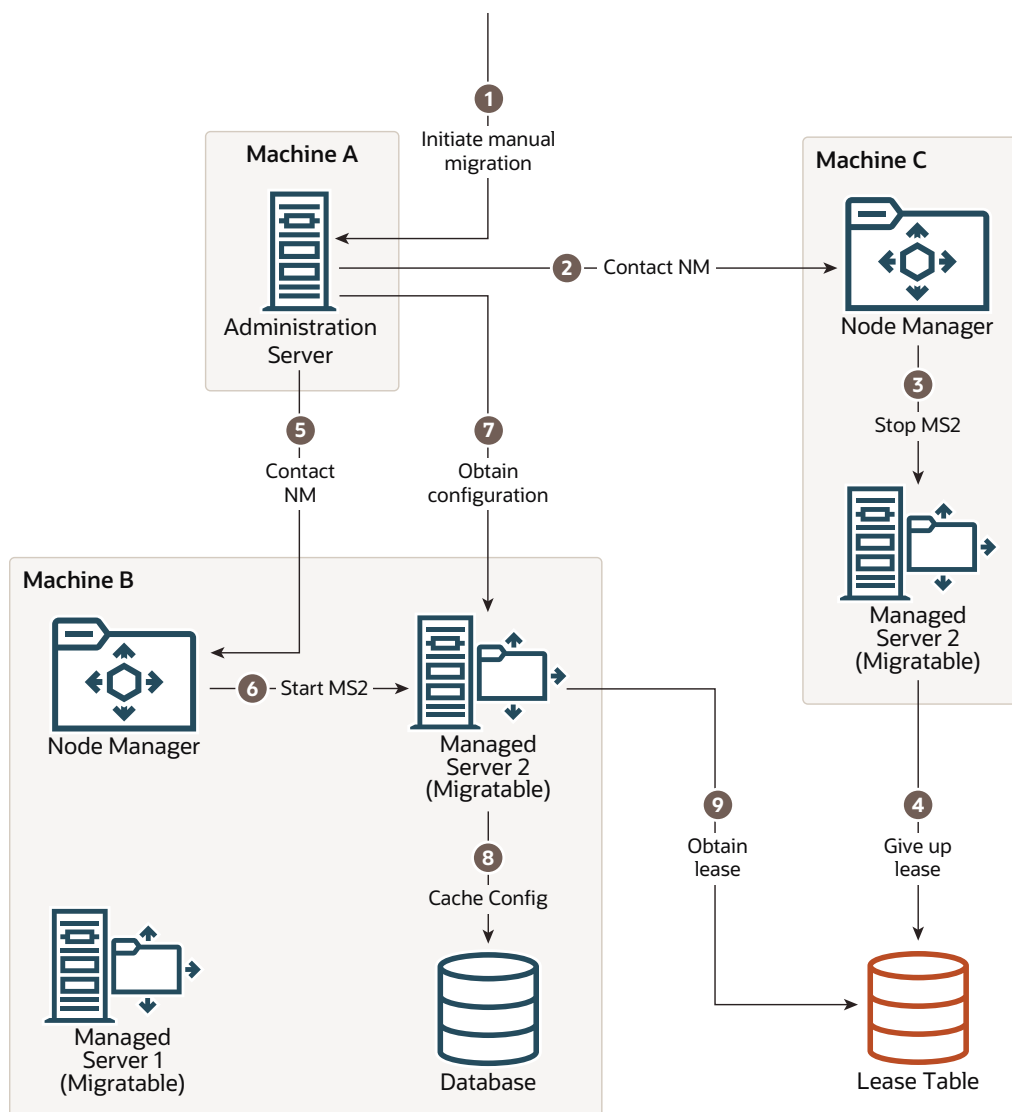 1
Initiate manual
migration
Machine A
Administration
Server
2 Contact NM
Machine C
Node Manager
3
Stop MS2
Managed
Server 2
(Migratable)
4
Give up
lease
Lease Table
5
Contact
NM
7
Obtain
configuration
Machine B
Node Manager
6 Start MS2
Managed
Server 2
(Migratable)
8
Cache Config
Database
9
Obtain
lease
Managed
Server 1
(Migratable)